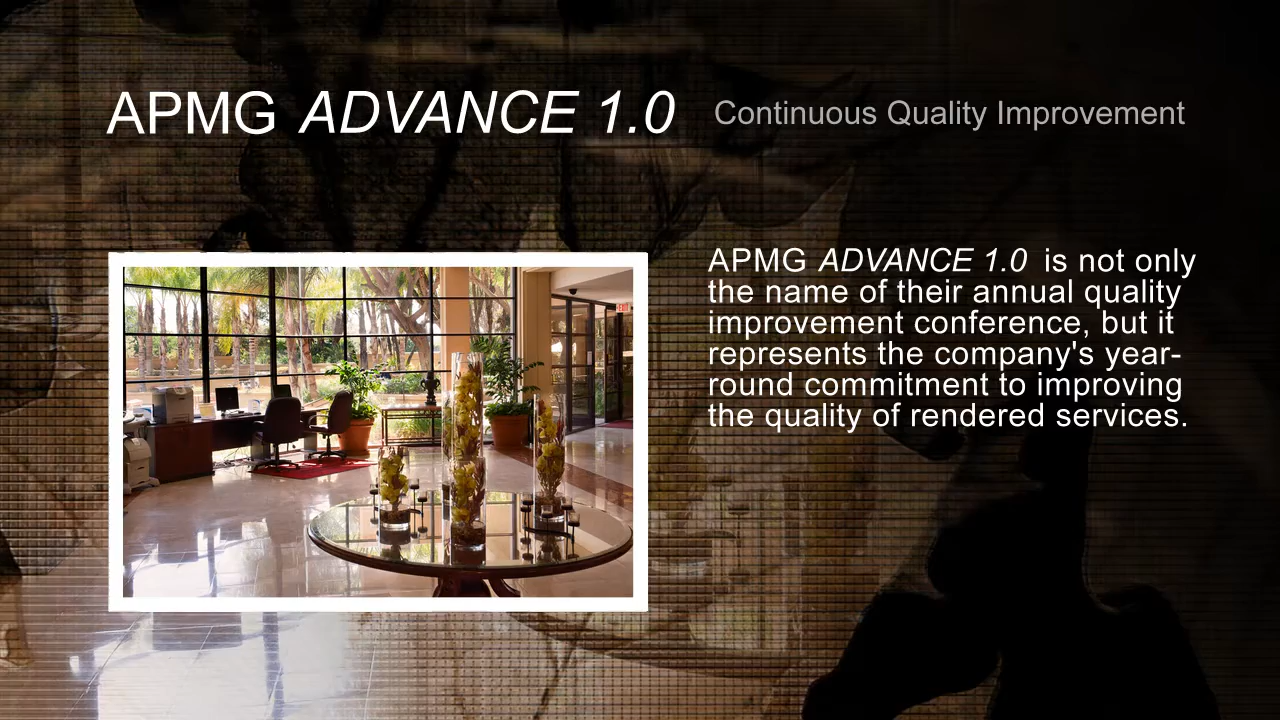 APMG ADVANCE 1.0
Continuous Quality Improvement
APMG ADVANCE 1.0 is not only
the name of their annual quality
improvement conference, but it
represents the company's year-
round commitment to improving
the quality of rendered services.